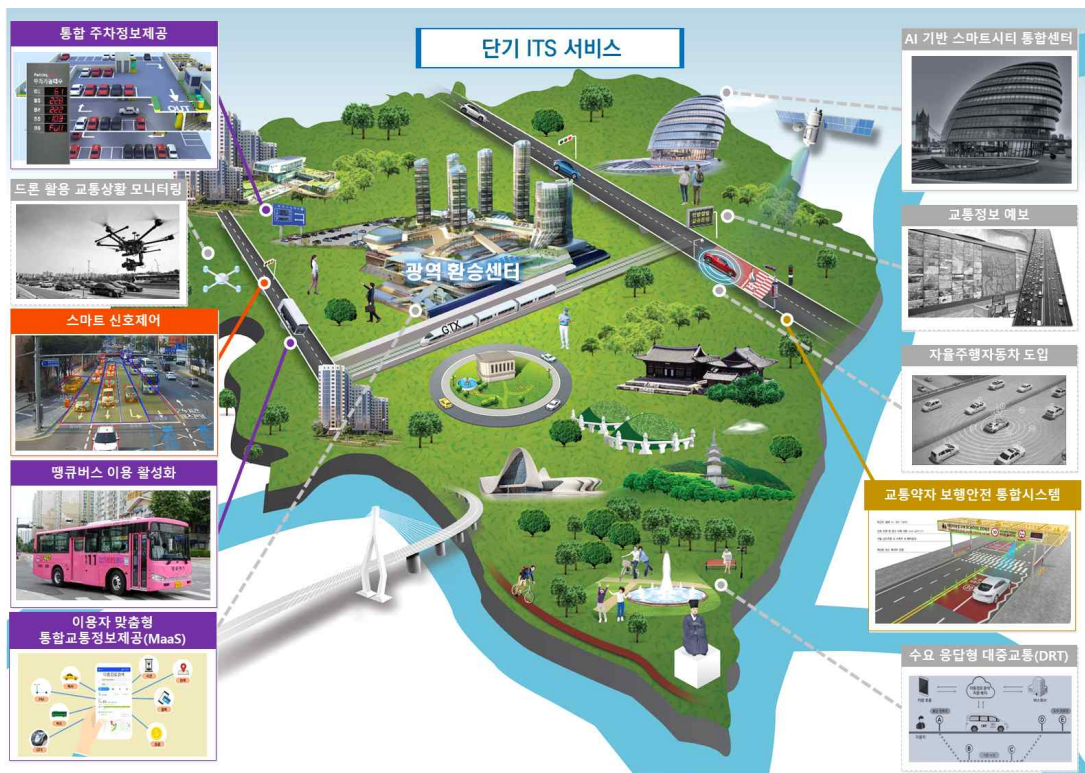 단기 ITS 서비스
통합 주차정보제공
드론 활용 교통상황 모니터링
스마트 신호제어
땡큐버스 이용 활성화
이용자 맞춤형
통합교통정보제공(MaaS)
광역 환승센터
GTX
AI 기반 스마트시티 통합센터
교통정보 예보
자율주행자동차 도입
교통약자 보행안전 통합시스템
수요 응답형 대중교통(DRT)
OUT
A
B
C
D
E